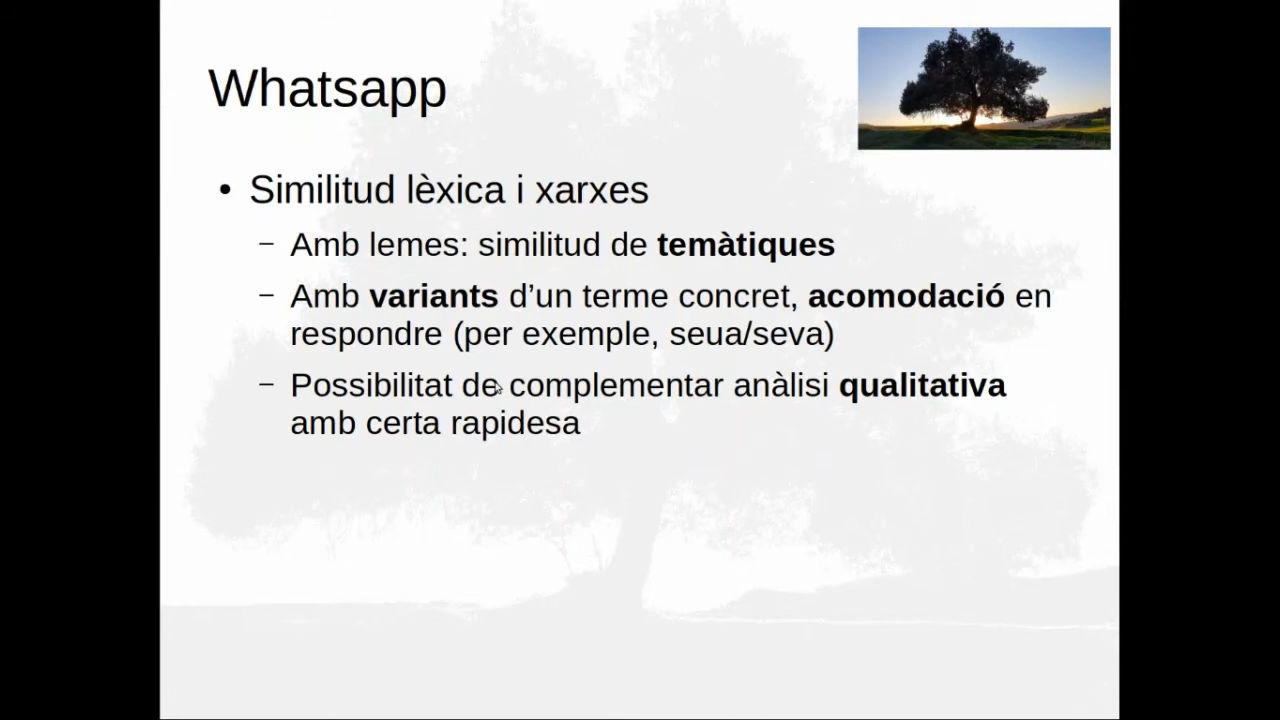 Whatsapp
• Similitud lèxica i xarxes
– Amb lemes: similitud de temàtiques
– Amb variants d’un terme concret, acomodació en
respondre (per exemple, seua/seva)
– Possibilitat de complementar anàlisi qualitativa
amb certa rapidesa